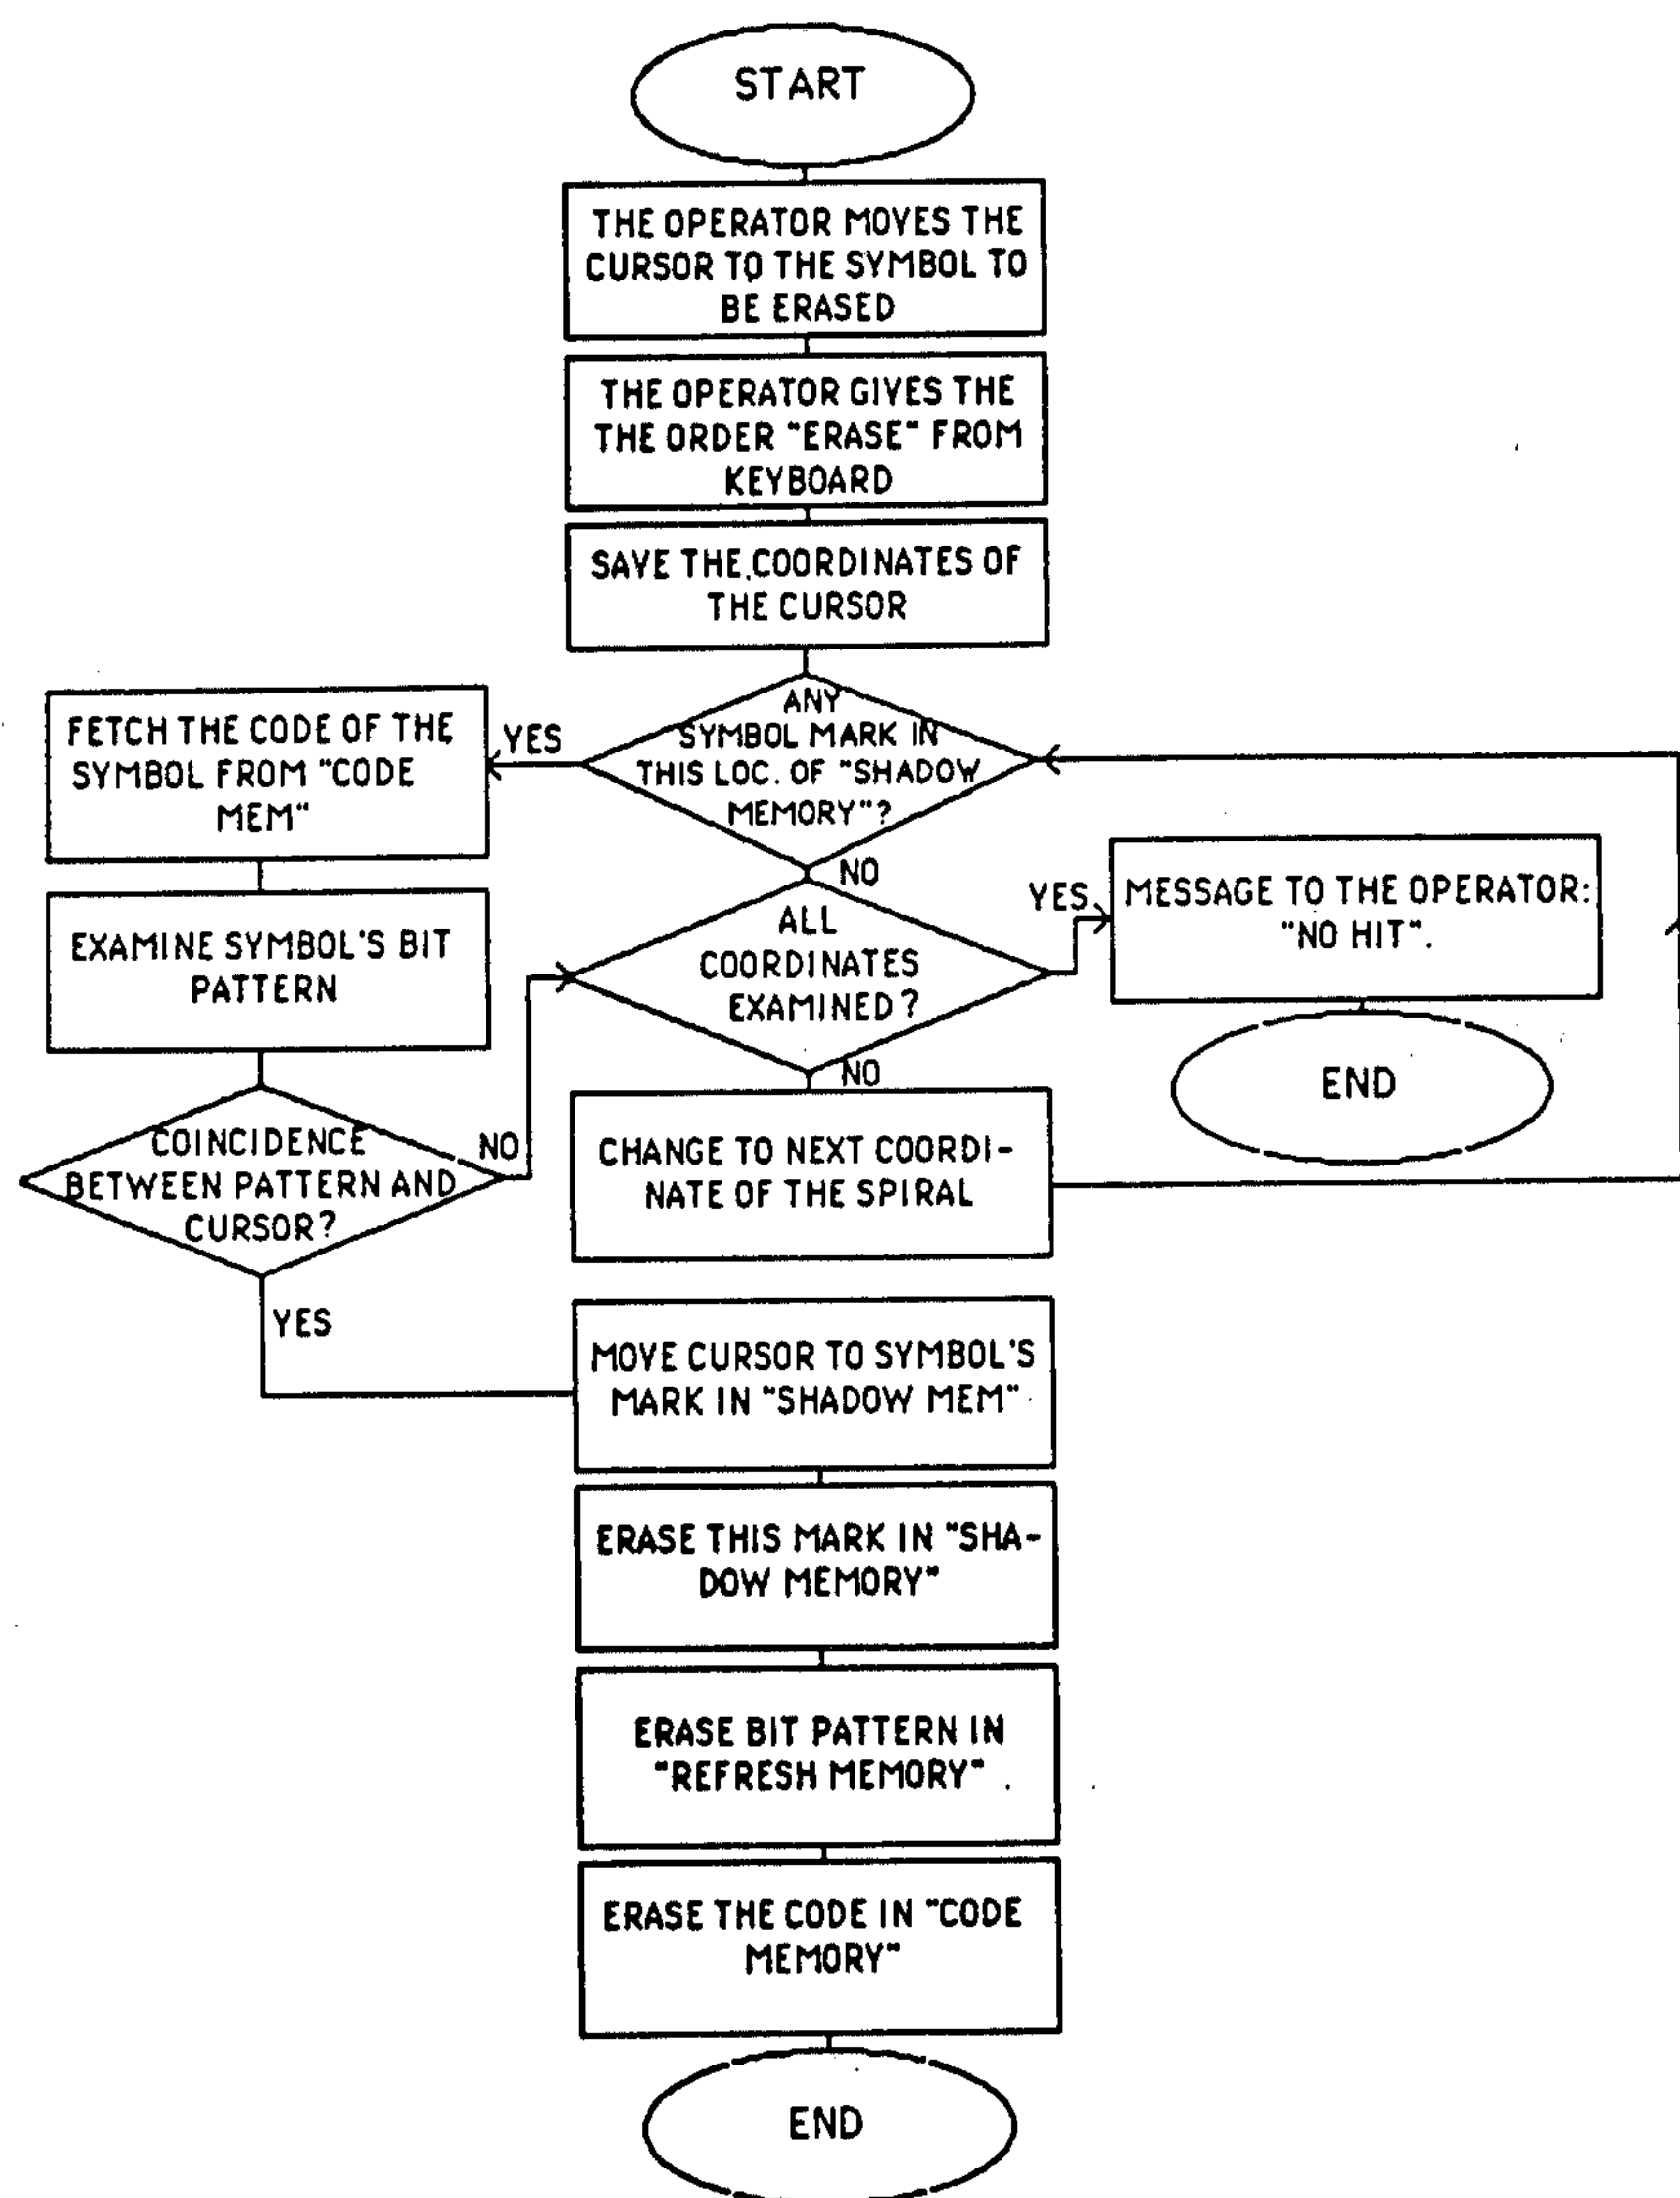 START
THE OPERATOR MOVES THE
CURSOR TO THE SYMBOL TO
BE ERASED
THE OPERATOR GIVES THE
THE ORDER "ERASE" FROM
KEYBOARD
SAVE THE COORDINATES OF
THE CURSOR
ANY
SYMBOL MARK IN
THIS LOC. OF "SHADOW
MEMORY"?
YES
NO
FETCH THE CODE OF THE
SYMBOL FROM "CODE
MEM"
EXAMINE SYMBOL'S BIT
PATTERN
COINCIDENCE
BETWEEN PATTERN AND
CURSOR?
NO
YES
ALL
COORDINATES
EXAMINED?
YES
NO
MESSAGE TO THE OPERATOR:
"NO HIT".
END
CHANGE TO NEXT COORDI-
NATE OF THE SPIRAL
MOVE CURSOR TO SYMBOL'S
MARK IN "SHADOW MEM"
ERASE THIS MARK IN "SHA-
DOW MEMORY"
ERASE BIT PATTERN IN
"REFRESH MEMORY"
ERASE THE CODE IN "CODE
MEMORY"
END